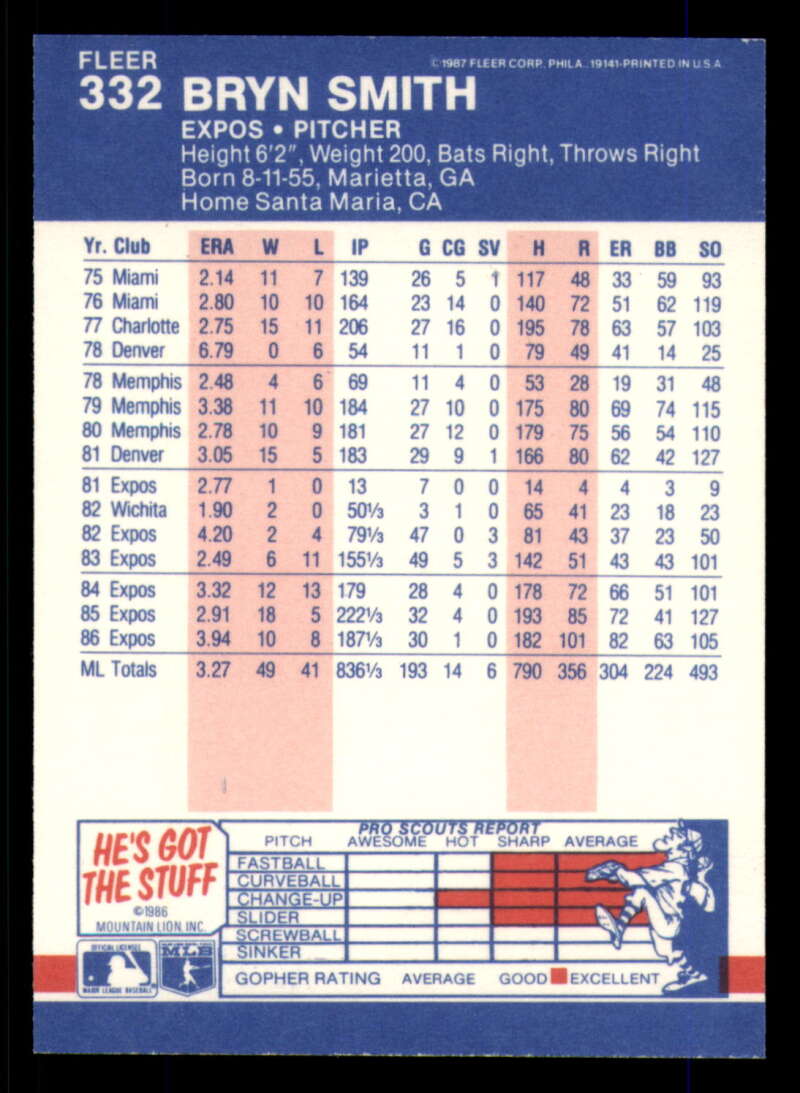 FLEER
© 1987 FLEER CORP. PHILA. 19141-PRINTED IN U.S.A.
332 BRYN SMITH
EXPOS • PITCHER
Height 6'2", Weight 200, Bats Right, Throws Right
Born 8-11-55, Marietta, GA
Home Santa Maria, CA
Yr. Club ERA W L IP G CG SV H R ER BB SO
75 Miami 2.14 11 7 139 26 5 1 117 48 33 59 93
76 Miami 2.80 10 10 164 23 14 0 140 72 51 62 119
77 Charlotte 2.75 15 11 206 27 16 0 195 78 63 57 103
78 Denver 6.79 0 6 54 11 1 0 79 49 41 14 25
78 Memphis 2.48 4 6 69 11 4 0 53 28 19 31 48
79 Memphis 3.38 11 10 184 27 10 0 175 80 69 74 115
80 Memphis 2.78 10 9 181 27 12 0 179 75 56 54 110
81 Denver 3.05 15 5 183 29 9 1 166 80 62 42 127
81 Expos 2.77 1 0 13 7 0 0 14 4 4 3 9
82 Wichita 1.90 2 0 50⅓ 3 1 0 65 41 23 18 23
82 Expos 4.20 2 4 79⅓ 47 0 3 81 43 37 23 50
83 Expos 2.49 6 11 155⅓ 49 5 3 142 51 43 43 101
84 Expos 3.32 12 13 179 28 4 0 178 72 66 51 101
85 Expos 2.91 18 5 222⅓ 32 4 0 193 85 72 41 127
86 Expos 3.94 10 8 187⅓ 30 1 0 182 101 82 63 105
ML Totals 3.27 49 41 836⅓ 193 14 6 790 356 304 224 493
HE'S GOT
THE STUFF
©1986
MOUNTAIN LION, INC.
PRO SCOUTS REPORT
PITCH AWESOME HOT SHARP AVERAGE
FASTBALL
CURVEBALL
CHANGE-UP
SLIDER
SCREWBALL
SINKER
GOPHER RATING AVERAGE GOOD EXCELLENT
OFFICIAL LICENSEE
MAJOR LEAGUE BASEBALL
MLB